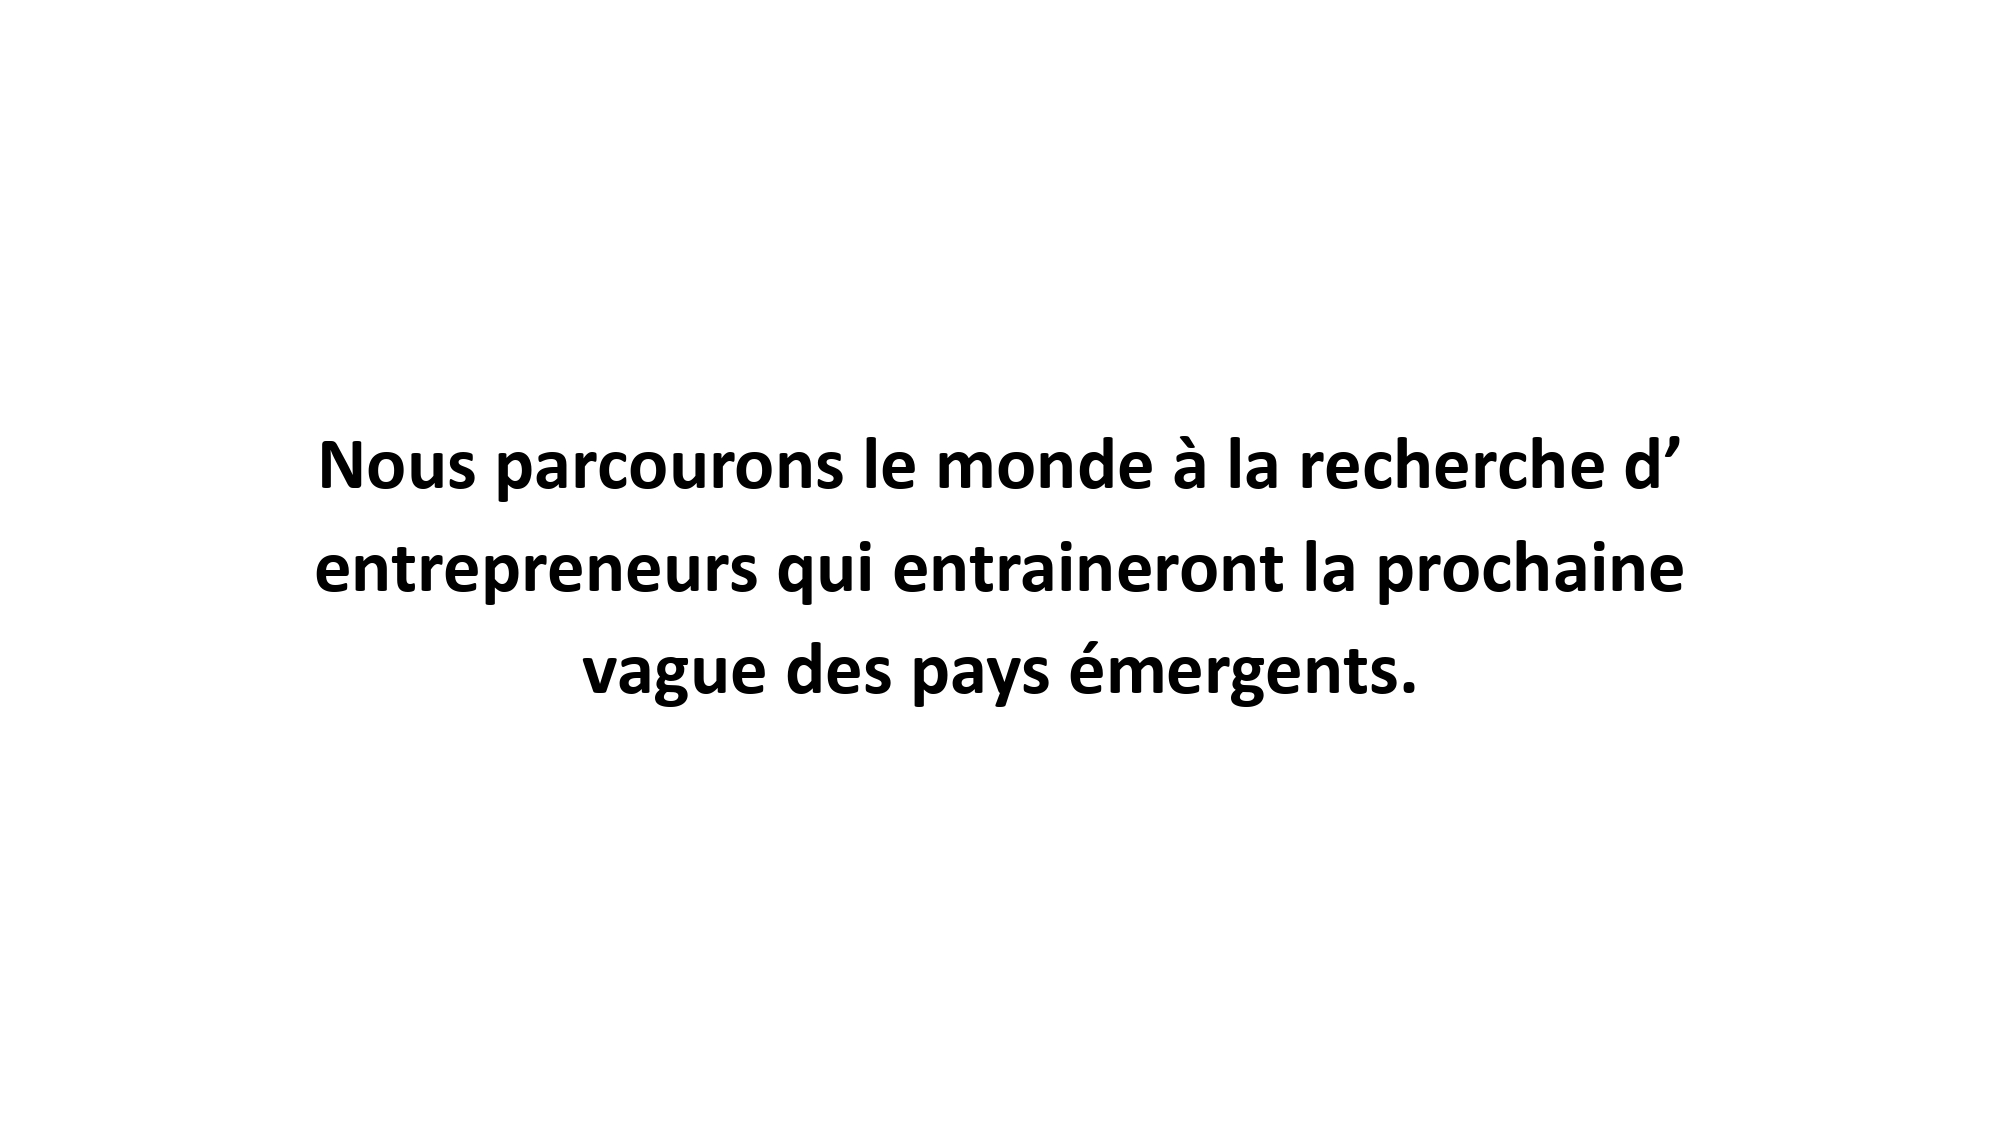 Nous parcourons le monde à la recherche d’
entrepreneurs qui entraineront la prochaine
vague des pays émergents.